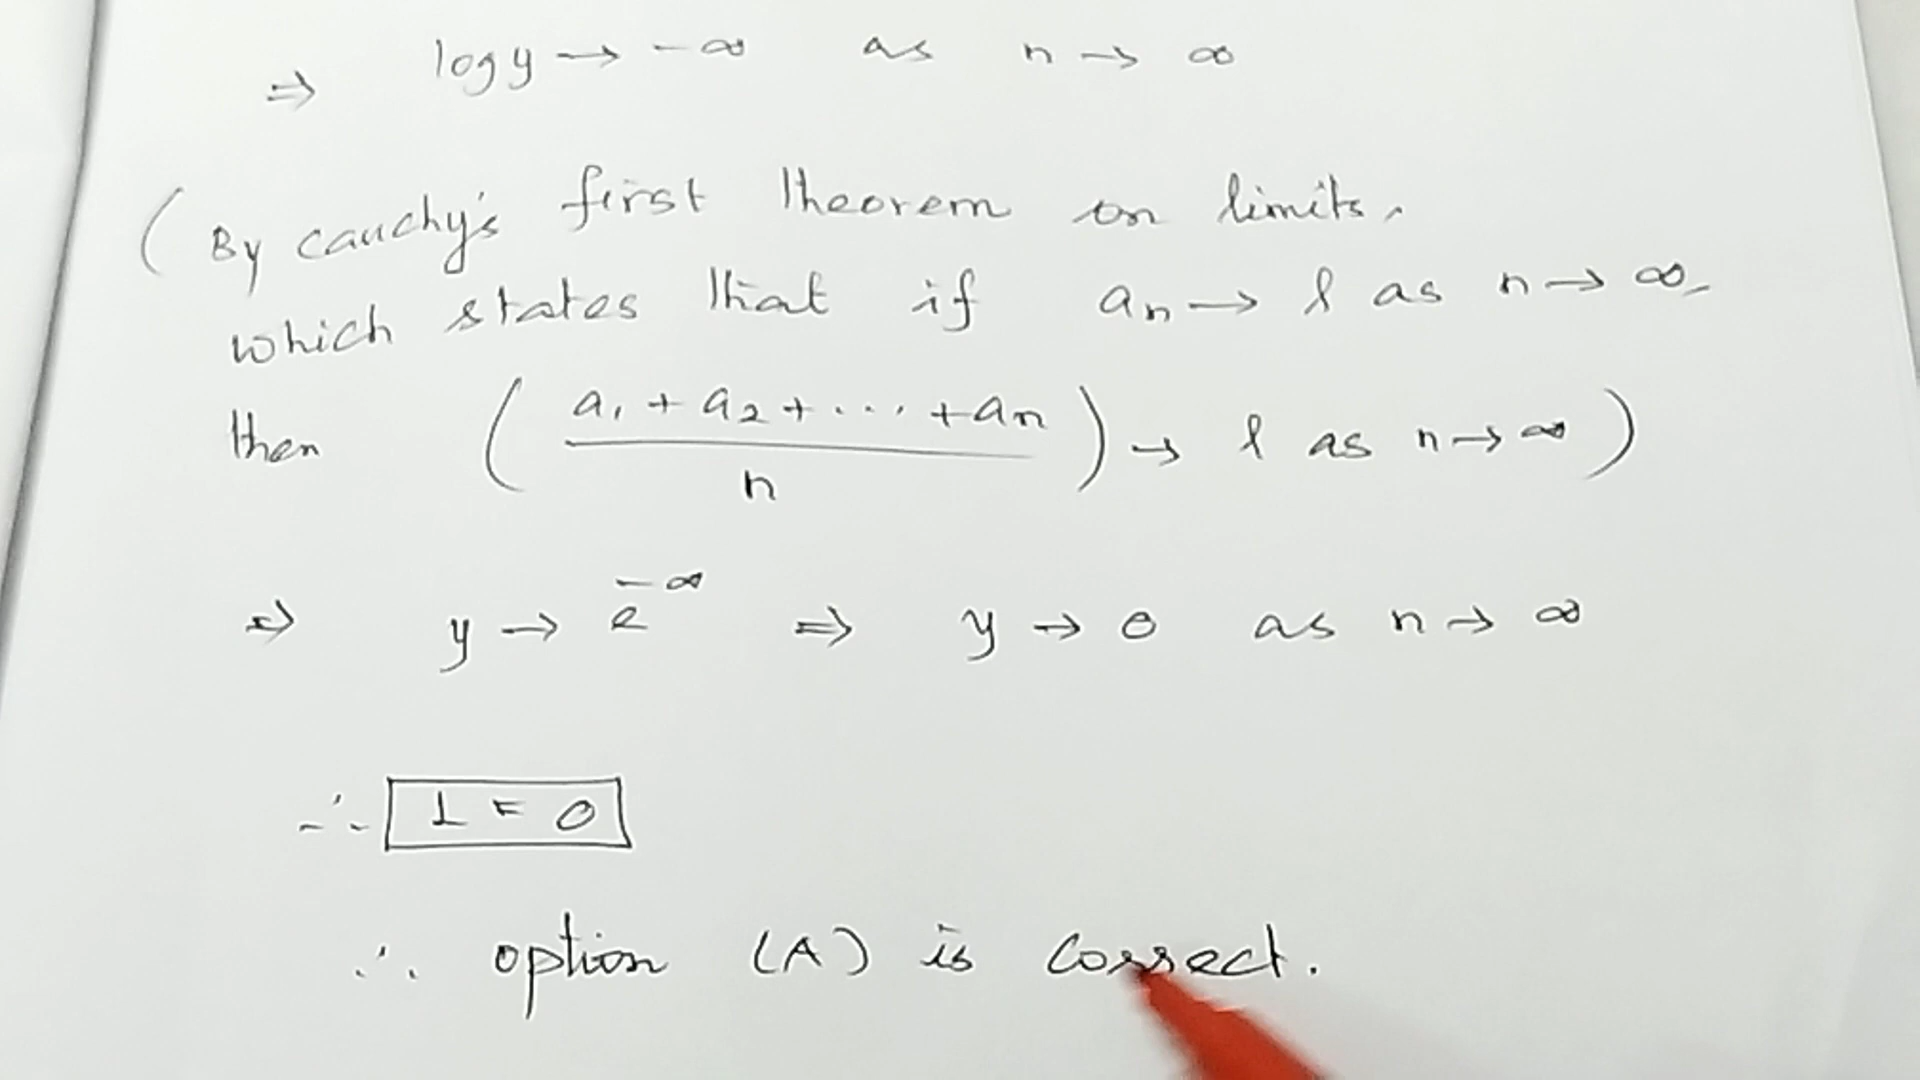 ⇒ log y → -∞ as n → ∞
(By cauchy's first theorem on limits,
which states that if aₙ → l as n → ∞,
then ( (a₁ + a₂ + ... + aₙ) / n ) → l as n → ∞)
⇒ y → e^(-∞) ⇒ y → 0 as n → ∞
∴ L = 0
∴ option (A) is correct.